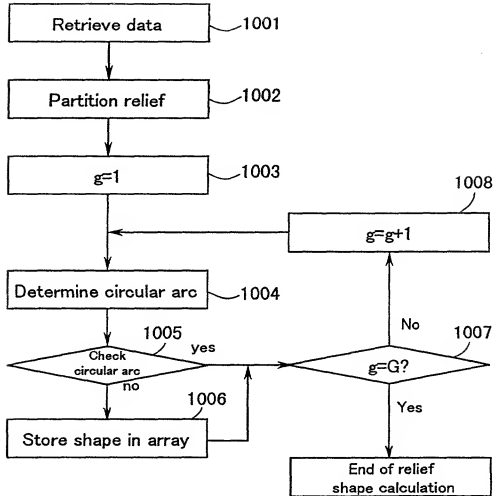 Retrieve data
1001
Partition relief
1002
g=1
1003
1008
g=g+1
Determine circular arc
1004
1005
yes
Check
circular arc
no
No
1007
g=G?
1006
Store shape in array
Yes
End of relief
shape calculation